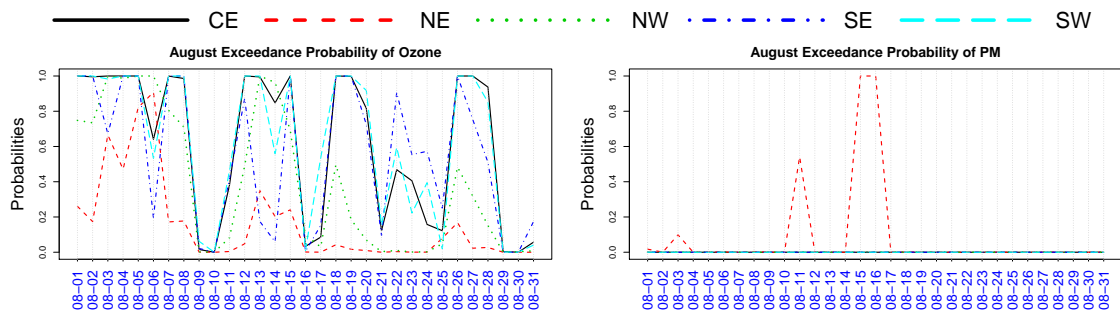 CE NE NW SE SW
August Exceedance Probability of Ozone
Probabilities
0.0 0.2 0.4 0.6 0.8 1.0
08−01 08−02 08−03 08−04 08−05 08−06 08−07 08−08 08−09 08−10 08−11 08−12 08−13 08−14 08−15 08−16 08−17 08−18 08−19 08−20 08−21 08−22 08−23 08−24 08−25 08−26 08−27 08−28 08−29 08−30 08−31
August Exceedance Probability of PM
Probabilities
0.0 0.2 0.4 0.6 0.8 1.0
08−01 08−02 08−03 08−04 08−05 08−06 08−07 08−08 08−09 08−10 08−11 08−12 08−13 08−14 08−15 08−16 08−17 08−18 08−19 08−20 08−21 08−22 08−23 08−24 08−25 08−26 08−27 08−28 08−29 08−30 08−31